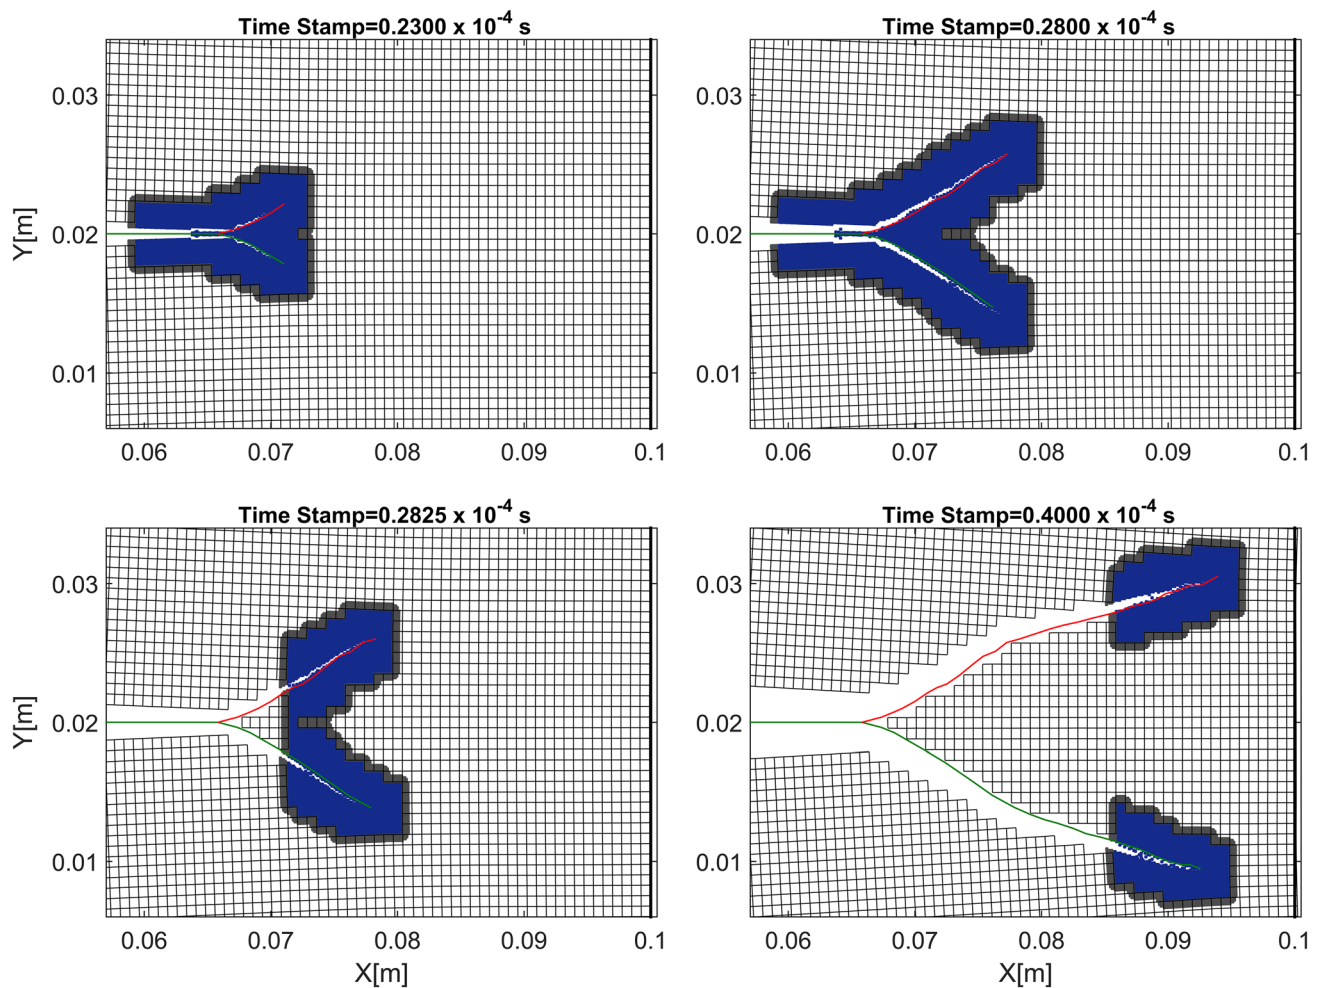 Time Stamp=0.2300 x 10⁻⁴ s
Y[m]
0.03
0.02
0.01
0.06 0.07 0.08 0.09 0.1
Time Stamp=0.2800 x 10⁻⁴ s
0.03
0.02
0.01
0.06 0.07 0.08 0.09 0.1
Time Stamp=0.2825 x 10⁻⁴ s
Y[m]
0.03
0.02
0.01
0.06 0.07 0.08 0.09 0.1
X[m]
Time Stamp=0.4000 x 10⁻⁴ s
0.03
0.02
0.01
0.06 0.07 0.08 0.09 0.1
X[m]